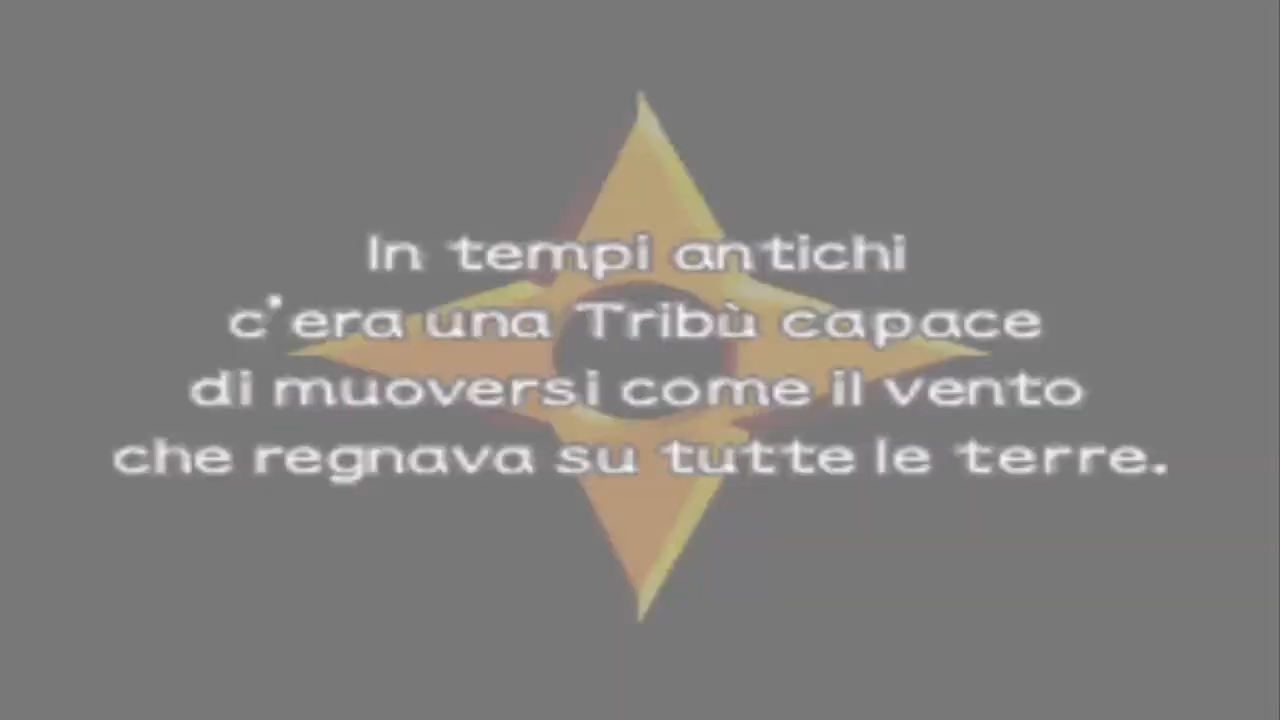 In tempi antichi
c'era una Tribù capace
di muoversi come il vento
che regnava su tutte le terre.